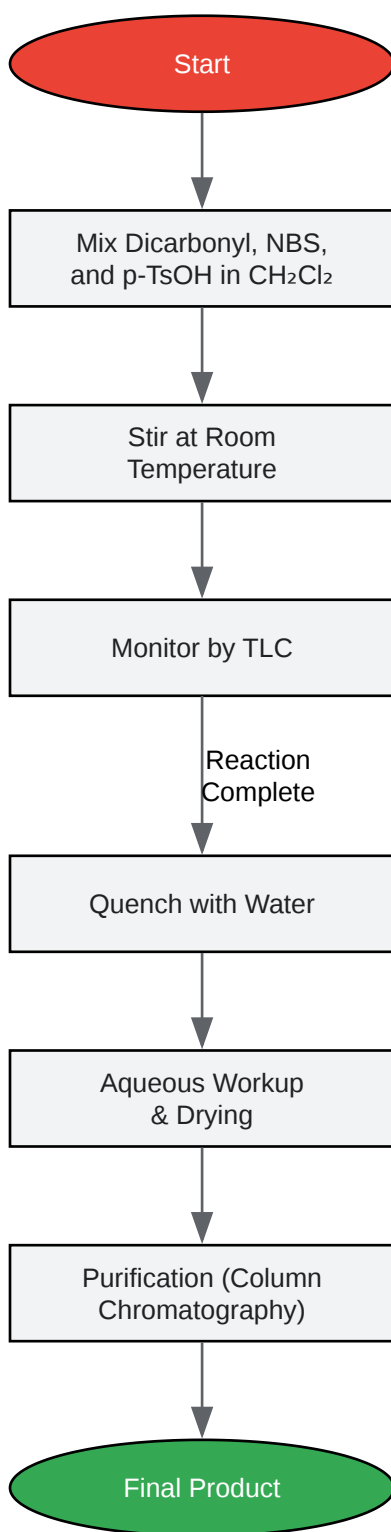 Start
Mix Dicarbonyl, NBS,
and p-TsOH in CH₂Cl₂
Stir at Room
Temperature
Monitor by TLC
Reaction
Complete
Quench with Water
Aqueous Workup
& Drying
Purification (Column
Chromatography)
Final Product